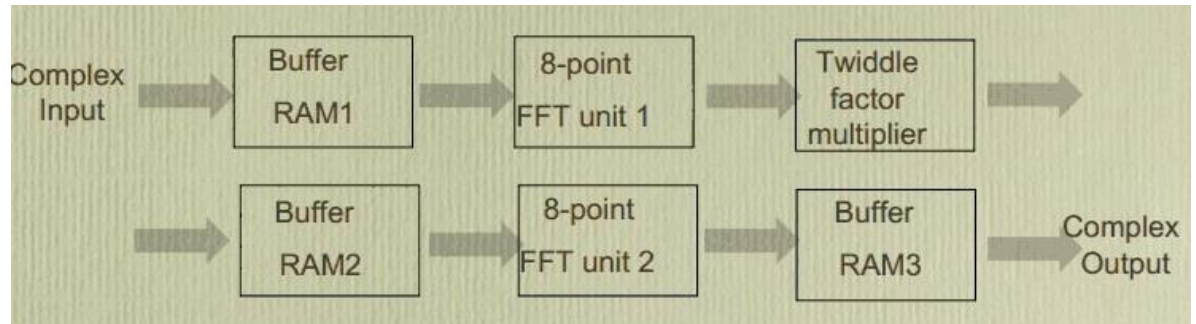 Complex
Input
Buffer
RAM1
8-point
FFT unit 1
Twiddle
factor
multiplier
Buffer
RAM2
8-point
FFT unit 2
Buffer
RAM3
Complex
Output